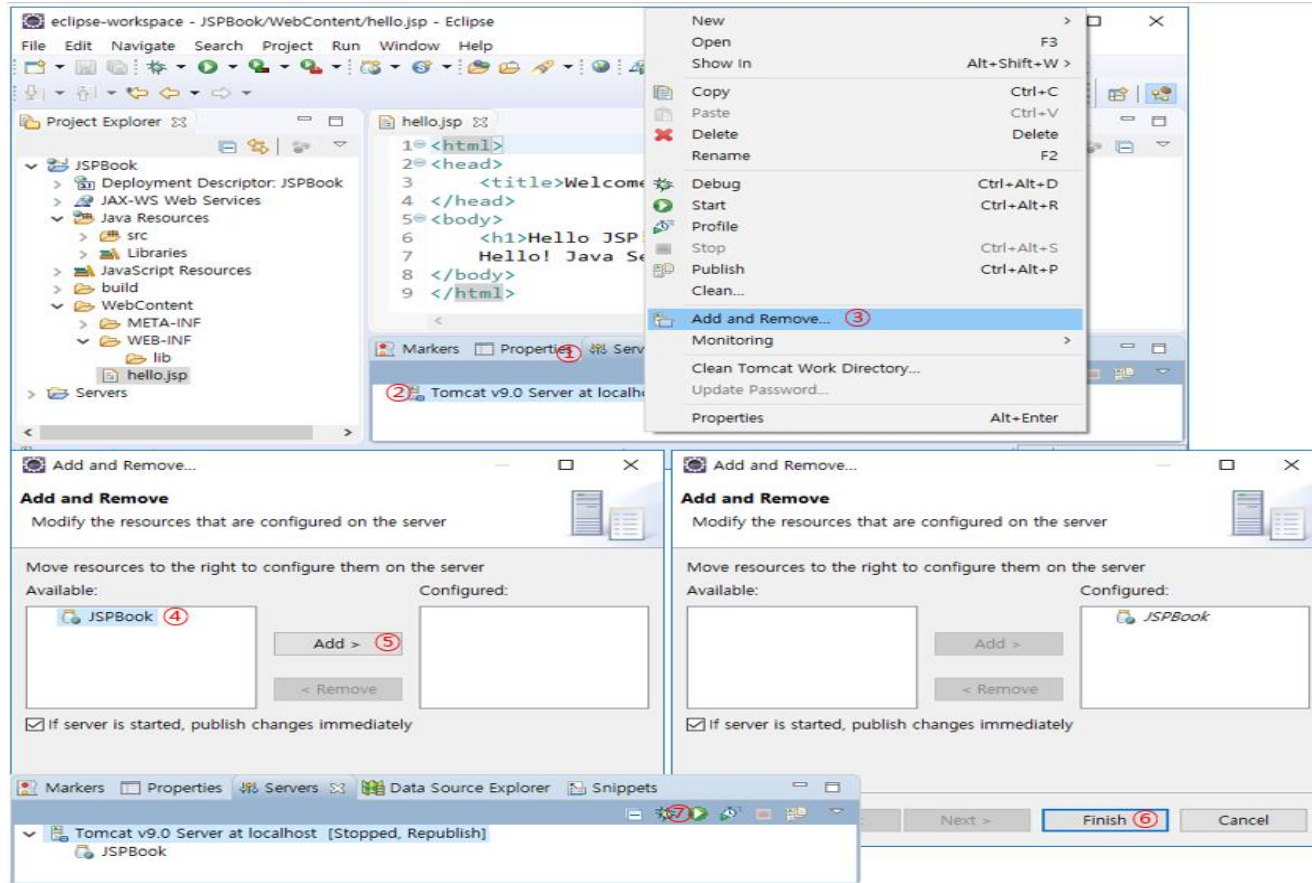 eclipse-workspace - JSPBook/WebContent/hello.jsp - Eclipse
File Edit Navigate Search Project Run Window Help
Project Explorer
JSPBook
Deployment Descriptor: JSPBook
JAX-WS Web Services
Java Resources
src
Libraries
JavaScript Resources
build
WebContent
META-INF
WEB-INF
lib
hello.jsp
Servers
hello.jsp
1 <html>
2 <head>
3 <title>Welcome
4 </head>
5 <body>
6 <h1>Hello JSP
7 Hello! Java Se
8 </body>
9 </html>
Markers Properties ① Serv
② Tomcat v9.0 Server at localh
New
Open F3
Show In Alt+Shift+W >
Copy Ctrl+C
Paste Ctrl+V
Delete Delete
Rename F2
Debug Ctrl+Alt+D
Start Ctrl+Alt+R
Profile
Stop Ctrl+Alt+S
Publish Ctrl+Alt+P
Clean...
Add and Remove... ③
Monitoring
Clean Tomcat Work Directory...
Update Password...
Properties Alt+Enter
Add and Remove...
Add and Remove
Modify the resources that are configured on the server
Move resources to the right to configure them on the server
Available: Configured:
JSPBook ④
Add > ⑤
< Remove
If server is started, publish changes immediately
Add and Remove...
Add and Remove
Modify the resources that are configured on the server
Move resources to the right to configure them on the server
Available: Configured:
JSPBook
Add >
< Remove
If server is started, publish changes immediately
Next > Finish ⑥ Cancel
Markers Properties Servers Data Source Explorer Snippets
⑦
Tomcat v9.0 Server at localhost [Stopped, Republish]
JSPBook